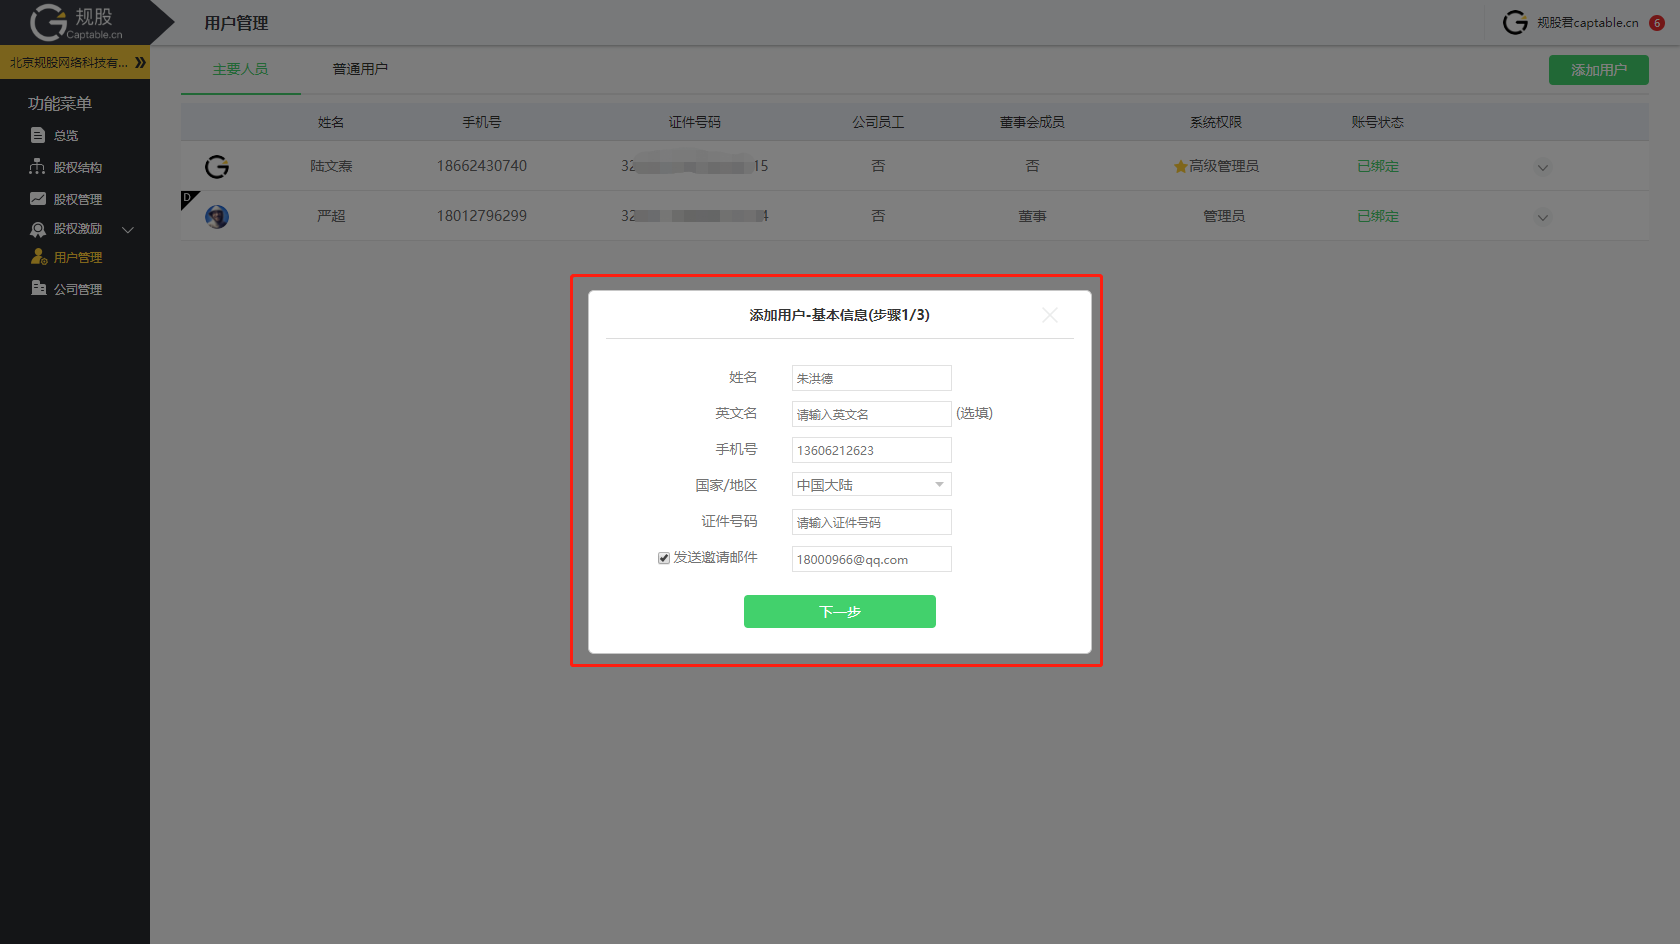 规股
Captable.cn
用户管理
规股君captable.cn
6
北京规股网络科技有...
功能菜单
总览
股权结构
股权管理
股权激励
用户管理
公司管理
主要人员
普通用户
添加用户
姓名 手机号 证件号码 公司员工 董事会成员 系统权限 账号状态
陆文秦 18662430740 32 15 否 否 高级管理员 已绑定
D
严超 18012796299 32 4 否 董事 管理员 已绑定
添加用户-基本信息(步骤1/3)
姓名 朱洪德
英文名 请输入英文名 (选填)
手机号 13606212623
国家/地区 中国大陆
证件号码 请输入证件号码
发送邀请邮件 18000966@qq.com
下一步